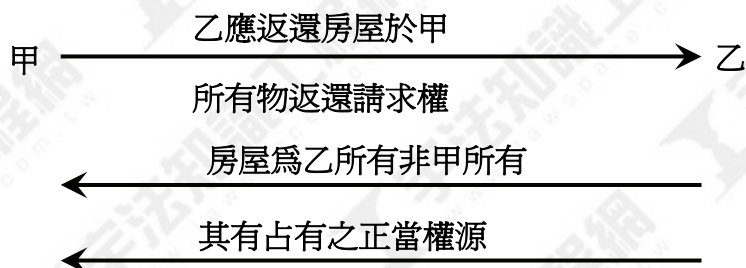 乙應返還房屋於甲
甲
乙
所有物返還請求權
房屋為乙所有非甲所有
其有占有之正當權源